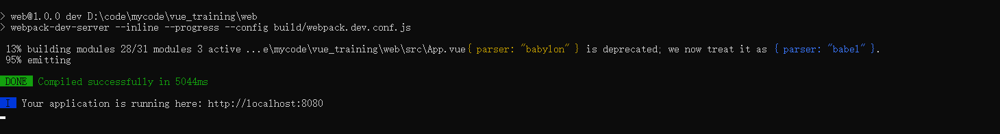 > web@1.0.0 dev D:\code\mycode\vue_training\web
> webpack-dev-server --inline --progress --config build/webpack.dev.conf.js
13% building modules 28/31 modules 3 active ...e\mycode\vue_training\web\src\App.vue{ parser: "babylon" } is deprecated; we now treat it as { parser: "babel" }.
95% emitting
DONE Compiled successfully in 5044ms
I Your application is running here: http://localhost:8080